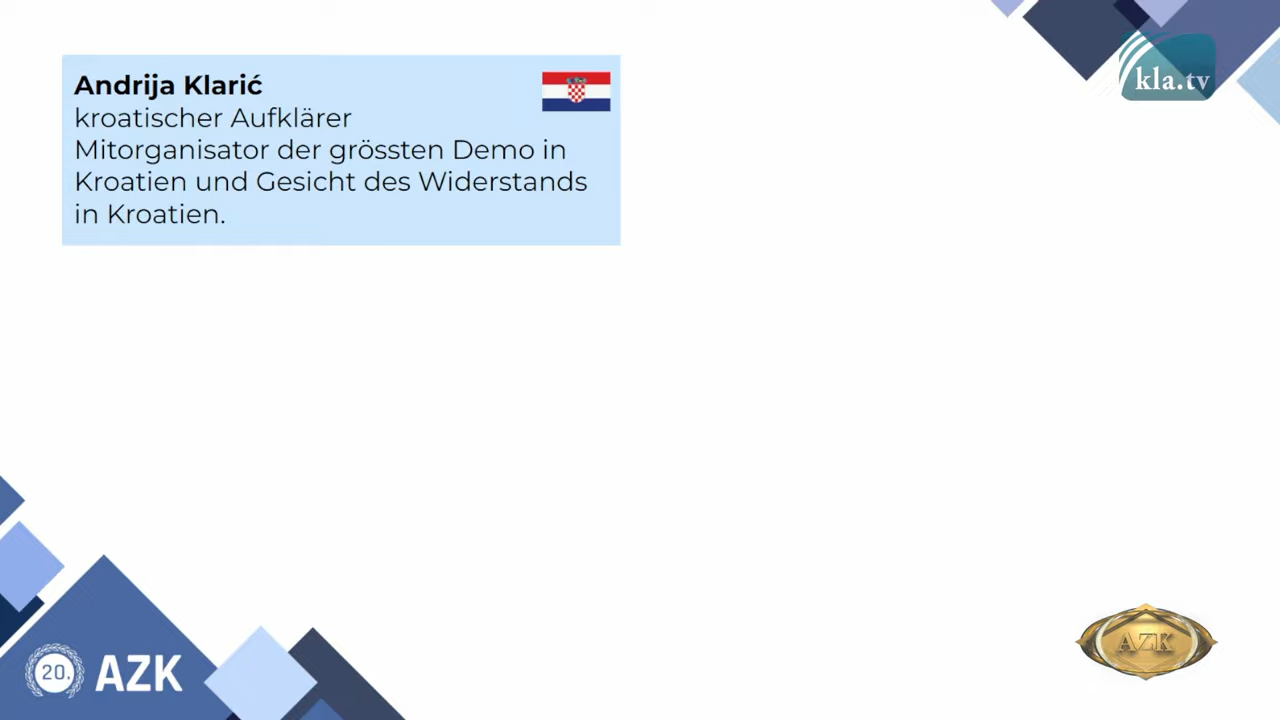 Andrija Klarić
kroatischer Aufklärer
Mitorganisator der grössten Demo in
Kroatien und Gesicht des Widerstands
in Kroatien.
kla.tv
20. AZK
AZK